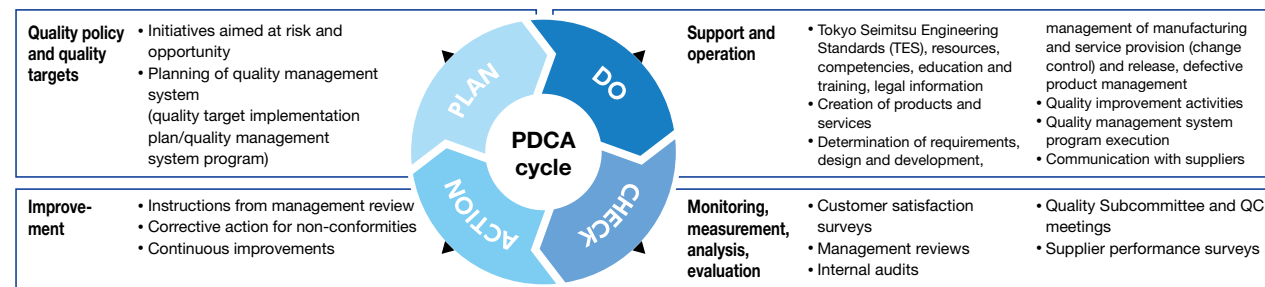 Quality policy
and quality
targets
• Initiatives aimed at risk and
opportunity
• Planning of quality management
system
(quality target implementation
plan/quality management
system program)
PLAN
DO
PDCA
cycle
ACTION
CHECK
Support and
operation
• Tokyo Seimitsu Engineering
Standards (TES), resources,
competencies, education and
training, legal information
• Creation of products and
services
• Determination of requirements,
design and development,
management of manufacturing
and service provision (change
control) and release, defective
product management
• Quality improvement activities
• Quality management system
program execution
• Communication with suppliers
Improve-
ment
• Instructions from management review
• Corrective action for non-conformities
• Continuous improvements
Monitoring,
measurement,
analysis,
evaluation
• Customer satisfaction
surveys
• Management reviews
• Internal audits
• Quality Subcommittee and QC
meetings
• Supplier performance surveys